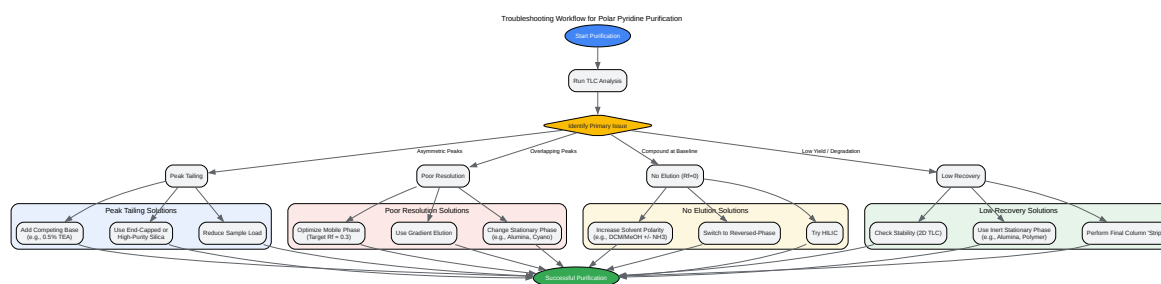 Troubleshooting Workflow for Polar Pyridine Purification
Start Purification
Run TLC Analysis
Identify Primary Issue
Asymmetric Peaks
Overlapping Peaks
Compound at Baseline
Low Yield / Degradation
Peak Tailing
Poor Resolution
No Elution (Rf=0)
Low Recovery
Peak Tailing Solutions
Add Competing Base
(e.g., 0.5% TEA)
Use End-Capped or
High-Purity Silica
Reduce Sample Load
Poor Resolution Solutions
Optimize Mobile Phase
(Target Rf = 0.3)
Use Gradient Elution
Change Stationary Phase
(e.g., Alumina, Cyano)
No Elution Solutions
Increase Solvent Polarity
(e.g., DCM/MeOH +/- NH3)
Switch to Reversed-Phase
Try HILIC
Low Recovery Solutions
Check Stability (2D TLC)
Use Inert Stationary Phase
(e.g., Alumina, Polymer)
Perform Final Column 'Strip
Successful Purification